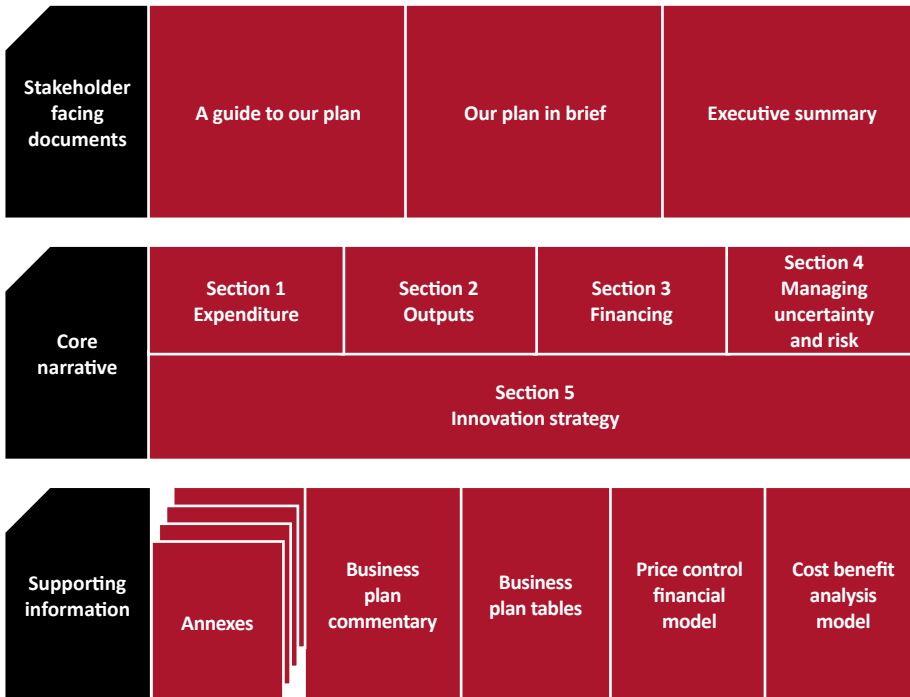 Stakeholder
facing
documents
A guide to our plan
Our plan in brief
Executive summary
Core
narrative
Section 1
Expenditure
Section 2
Outputs
Section 3
Financing
Section 4
Managing
uncertainty
and risk
Section 5
Innovation strategy
Supporting
information
Annexes
Business
plan
commentary
Business
plan tables
Price control
financial
model
Cost benefit
analysis
model